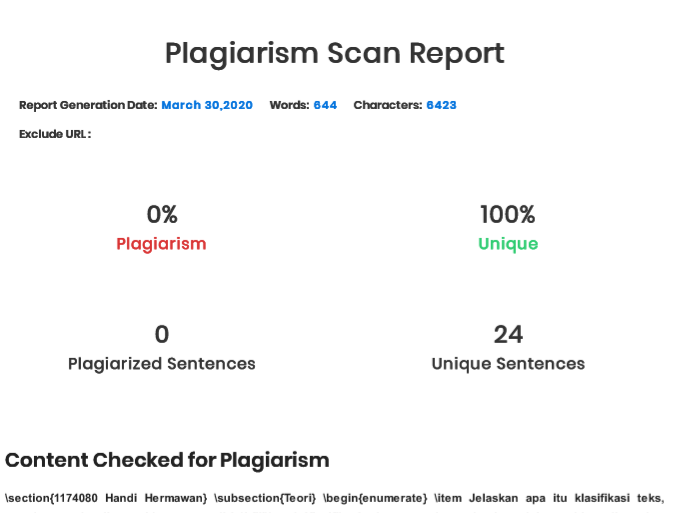 Plagiarism Scan Report
Report Generation Date: March 30,2020 Words: 644 Characters: 6423
Exclude URL :
0% 100%
Plagiarism Unique
0 24
Plagiarized Sentences Unique Sentences
Content Checked for Plagiarism
\section{1174080 Handi Hermawan} \subsection{Teori} \begin{enumerate} \item Jelaskan apa itu klasifikasi teks,